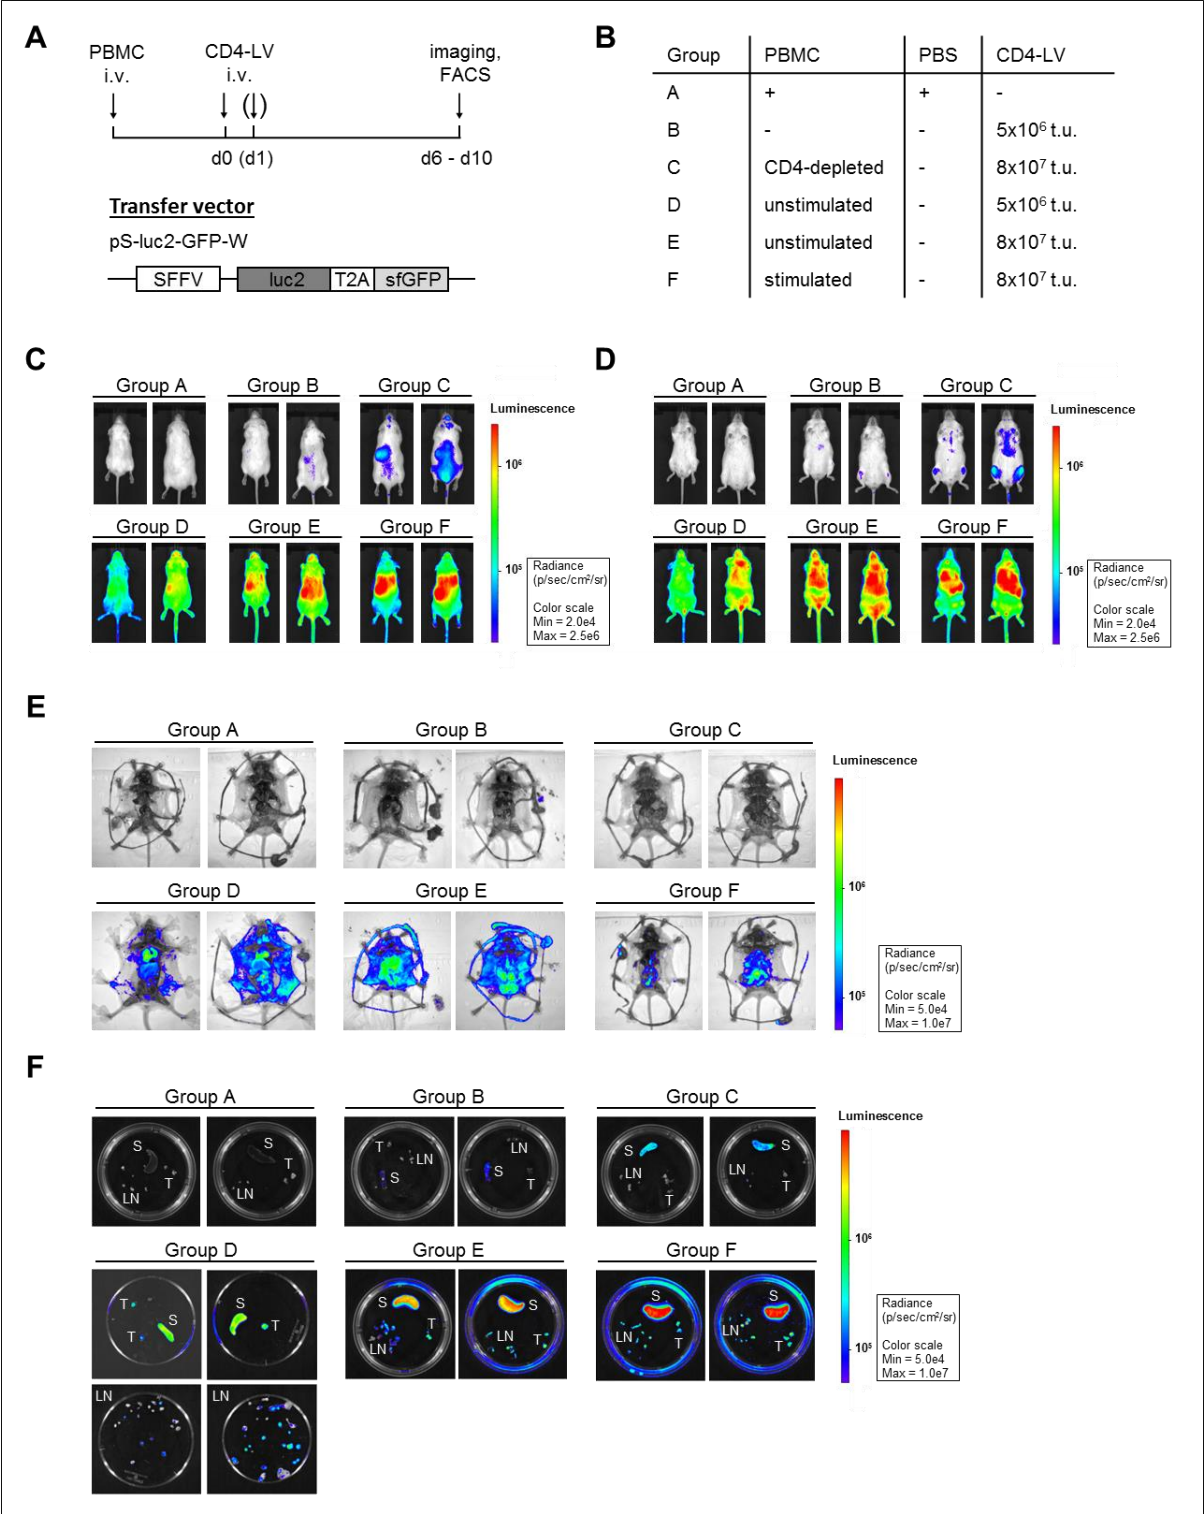 A
PBMC
i.v.
CD4-LV
i.v.
( )
imaging,
FACS
d0 (d1)
d6 - d10
Transfer vector
pS-luc2-GFP-W
SFFV luc2 T2A sfGFP
B
Group PBMC PBS CD4-LV
A + + -
B - - 5x10⁶ t.u.
C CD4-depleted - 8x10⁷ t.u.
D unstimulated - 5x10⁶ t.u.
E unstimulated - 8x10⁷ t.u.
F stimulated - 8x10⁷ t.u.
C
Group A Group B Group C
Group D Group E Group F
Luminescence
10⁶
10⁵
Radiance
(p/sec/cm²/sr)
Color scale
Min = 2.0e4
Max = 2.5e6
D
Group A Group B Group C
Group D Group E Group F
Luminescence
10⁶
10⁵
Radiance
(p/sec/cm²/sr)
Color scale
Min = 2.0e4
Max = 2.5e6
E
Group A Group B Group C
Group D Group E Group F
Luminescence
10⁶
10⁵
Radiance
(p/sec/cm²/sr)
Color scale
Min = 5.0e4
Max = 1.0e7
F
Group A Group B Group C
S T LN
S T LN
T LN S
LN S T
S LN T
S LN T
Group D Group E Group F
T T S
S T
LN
LN
S LN T
S LN T
S LN T
S LN T
Luminescence
10⁶
10⁵
Radiance
(p/sec/cm²/sr)
Color scale
Min = 5.0e4
Max = 1.0e7